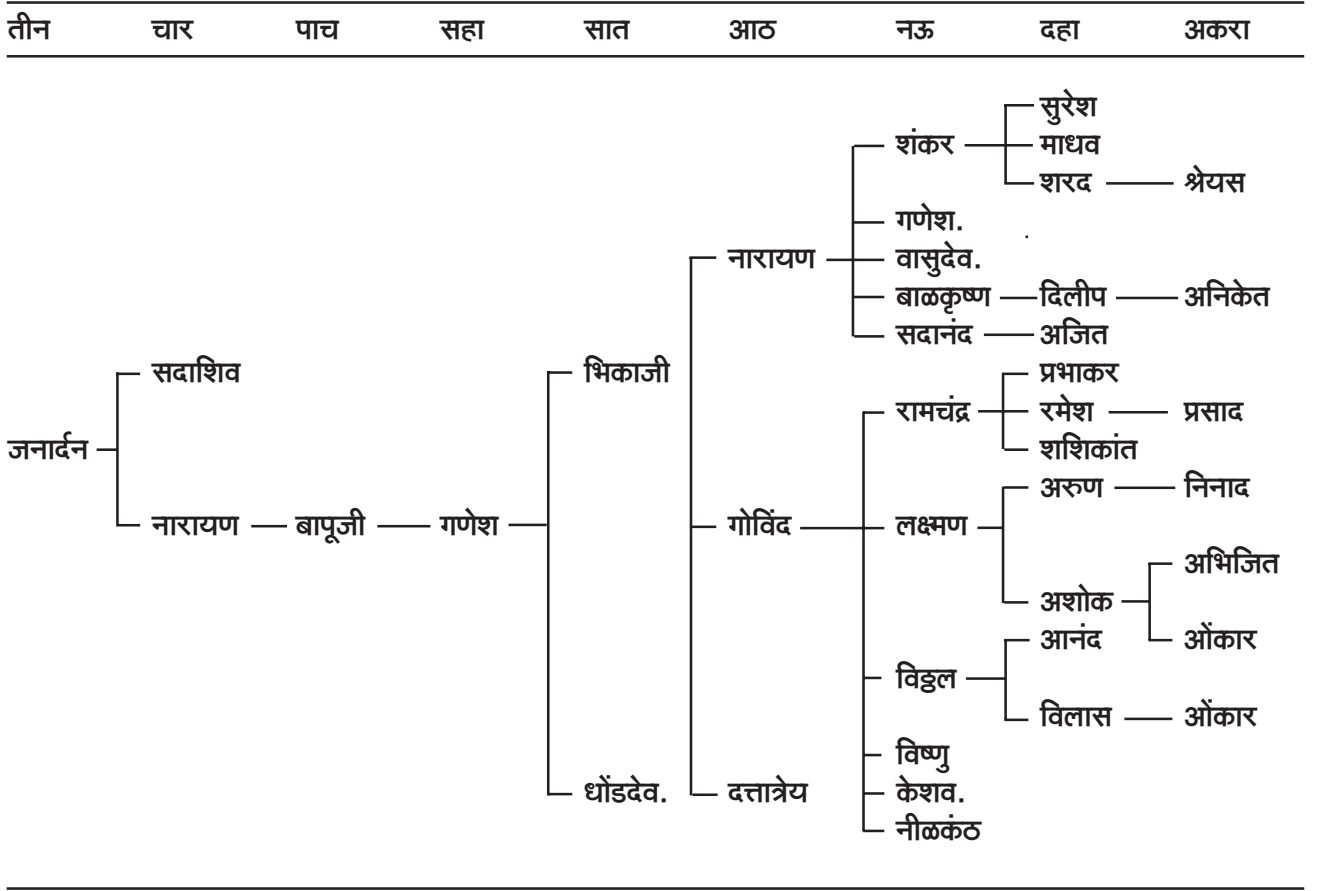 तीन चार पाच सहा सात आठ नऊ दहा अकरा
सुरेश
शंकर माधव
शरद श्रेयस
गणेश.
नारायण वासुदेव.
बाळकृष्ण दिलीप अनिकेत
सदानंद अजित
सदाशिव भिकाजी प्रभाकर
रामचंद्र रमेश प्रसाद
जनार्दन शशिकांत
अरुण निनाद
नारायण बापूजी गणेश गोविंद लक्ष्मण
अभिजित
अशोक
आनंद ओंकार
विठ्ठल
विलास ओंकार
विष्णु
धोंडदेव. दत्तात्रेय केशव.
नीळकंठ